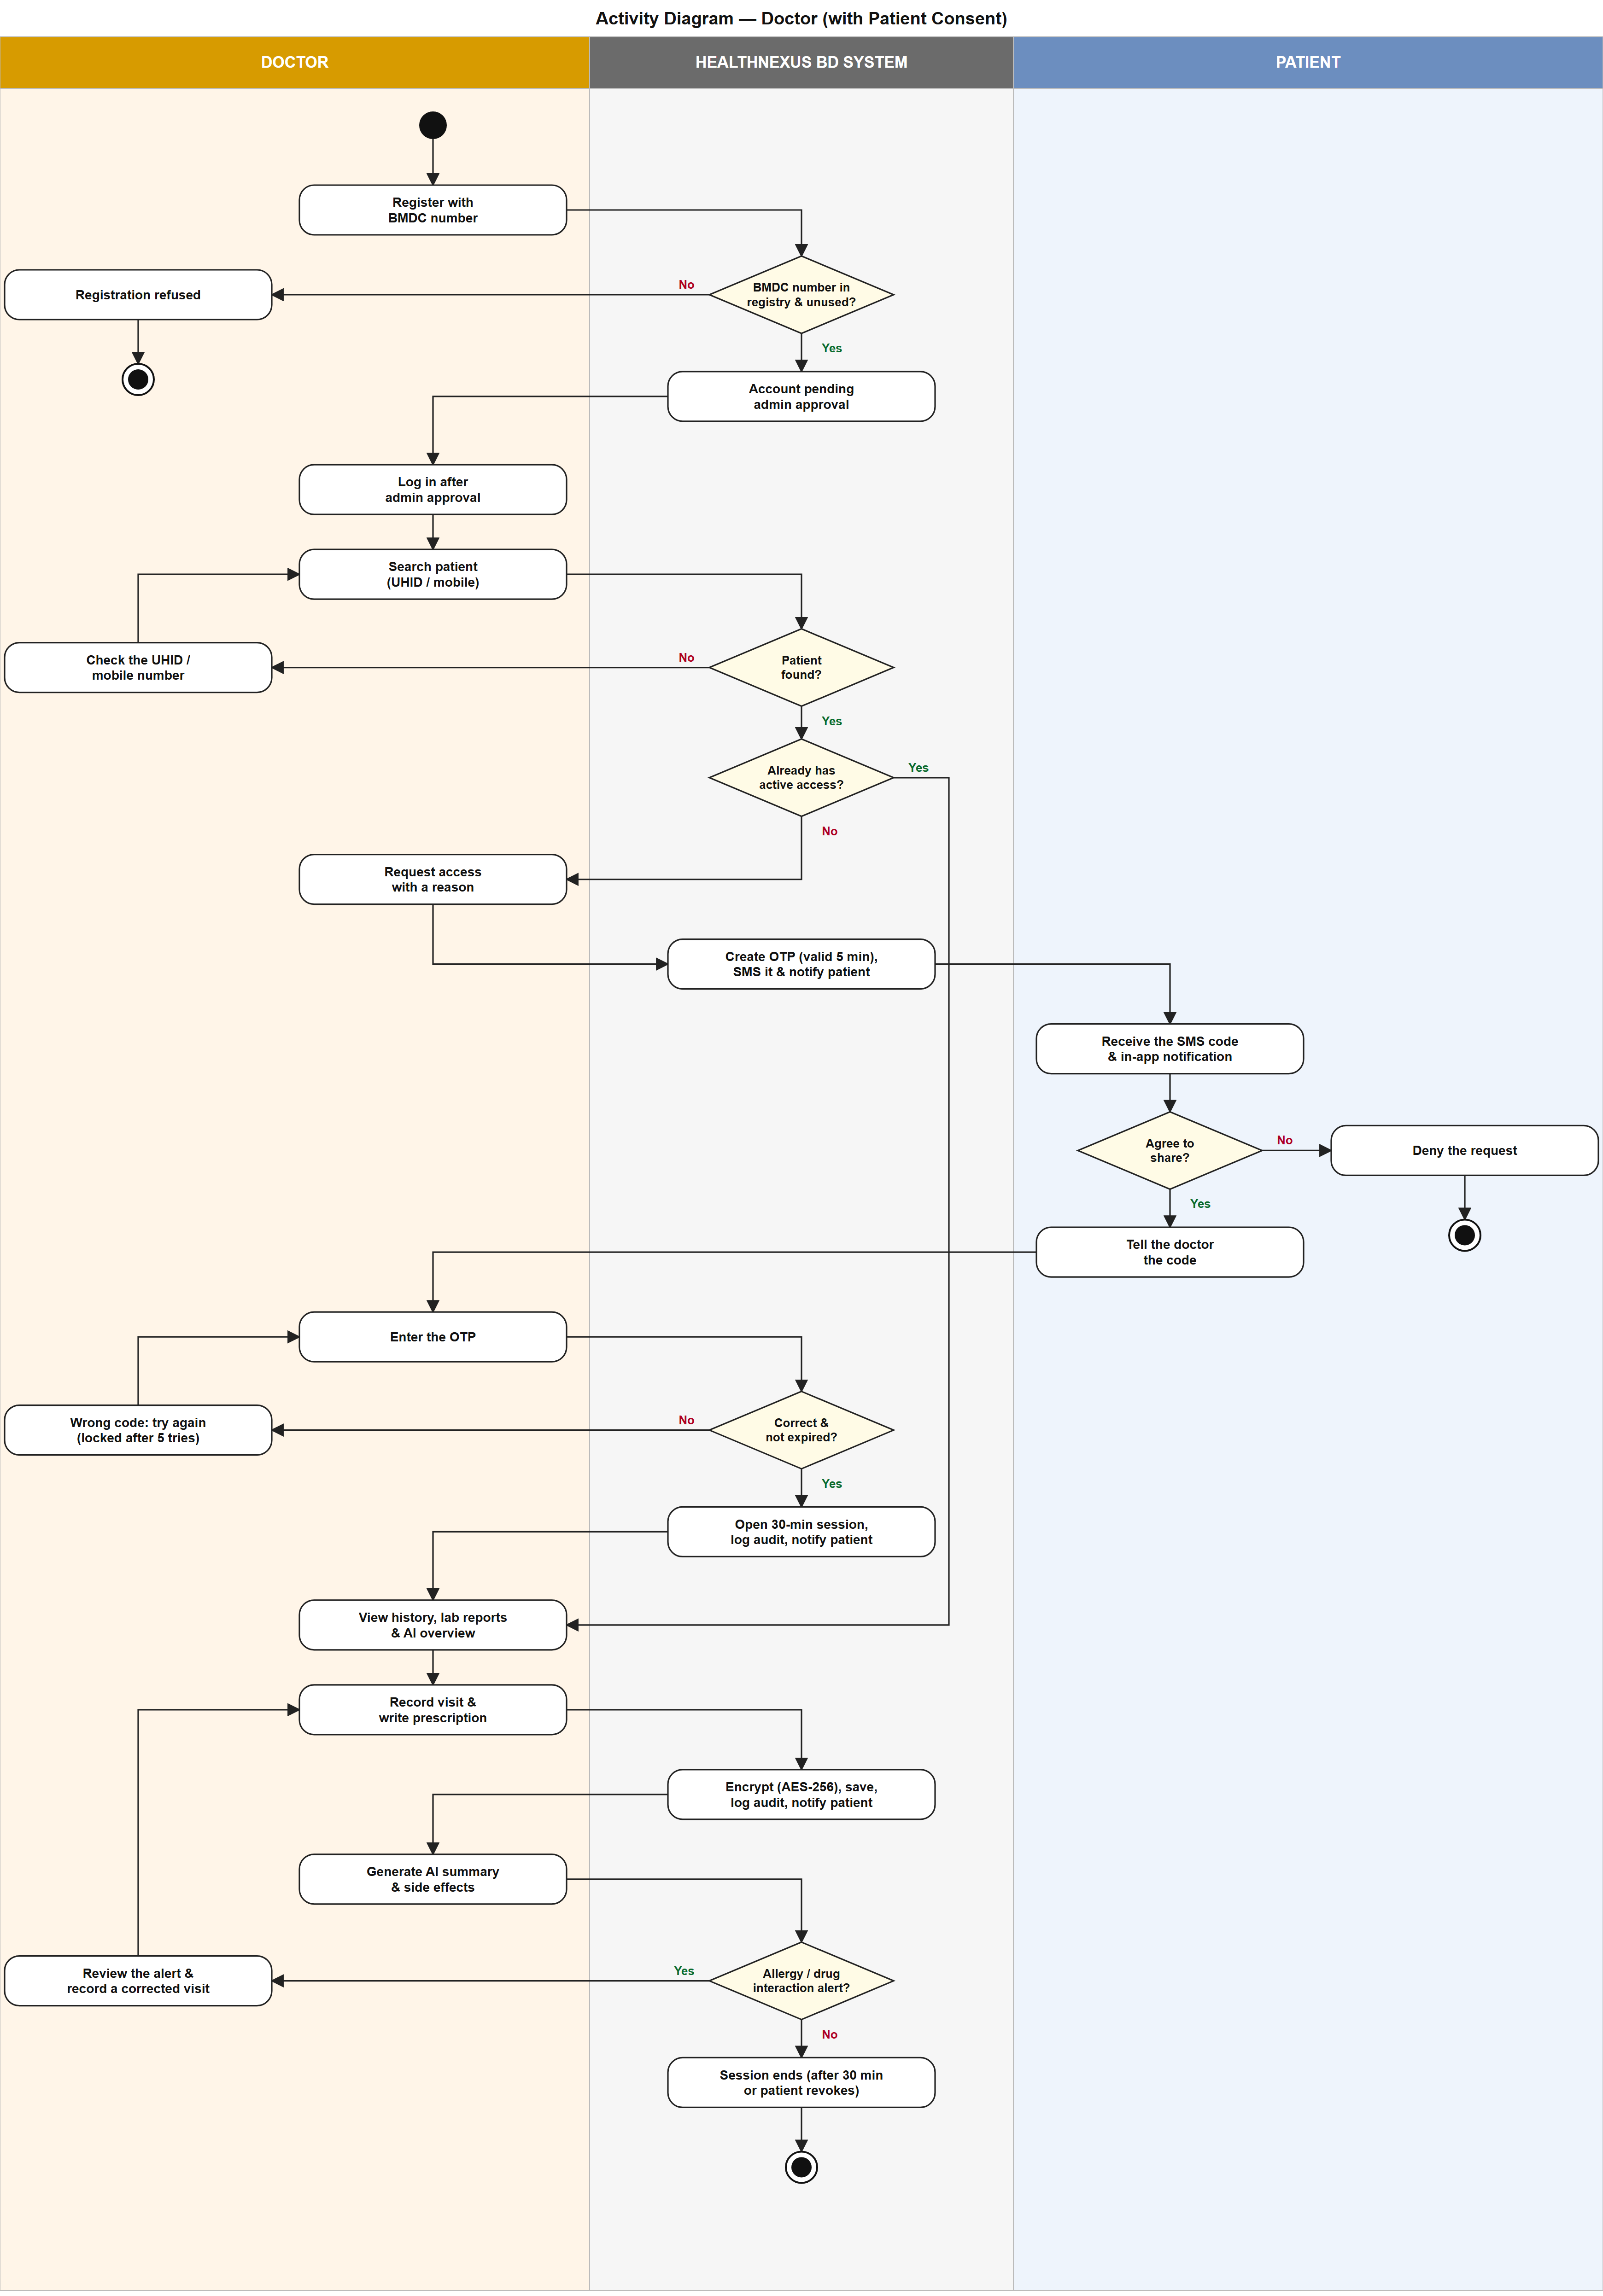 Activity Diagram — Doctor (with Patient Consent)
DOCTOR
HEALTHNEXUS BD SYSTEM
PATIENT
Register with
BMDC number
BMDC number in
registry & unused?
No
Registration refused
Yes
Account pending
admin approval
Log in after
admin approval
Search patient
(UHID / mobile)
Patient
found?
No
Check the UHID /
mobile number
Yes
Already has
active access?
Yes
No
Request access
with a reason
Create OTP (valid 5 min),
SMS it & notify patient
Receive the SMS code
& in-app notification
Agree to
share?
No
Deny the request
Yes
Tell the doctor
the code
Enter the OTP
Correct &
not expired?
No
Wrong code: try again
(locked after 5 tries)
Yes
Open 30-min session,
log audit, notify patient
View history, lab reports
& AI overview
Record visit &
write prescription
Encrypt (AES-256), save,
log audit, notify patient
Generate AI summary
& side effects
Allergy / drug
interaction alert?
Yes
Review the alert &
record a corrected visit
No
Session ends (after 30 min
or patient revokes)